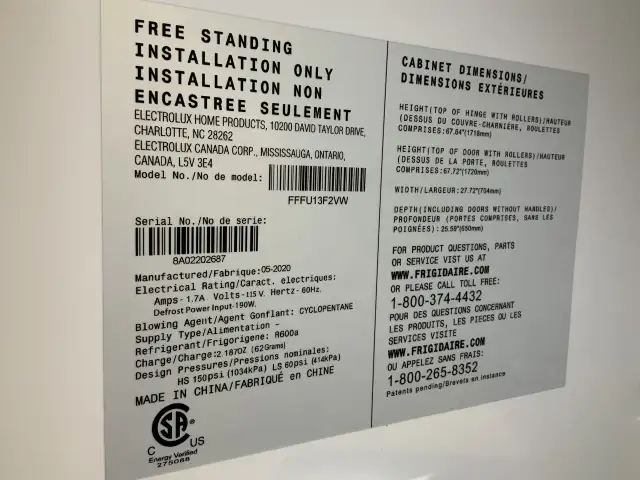 FREE STANDING
INSTALLATION ONLY
INSTALLATION NON
ENCASTREE SEULEMENT
ELECTROLUX HOME PRODUCTS, 10200 DAVID TAYLOR DRIVE,
CHARLOTTE, NC 28262
ELECTROLUX CANADA CORP., MISSISSAUGA, ONTARIO,
CANADA, L5V 3E4
Model No./No de model:
FFFU13F2VW
Serial No./No de serie:
8A02202687
Manufactured/Fabrique:05-2020
Electrical Rating/Caract. electriques:
Amps-1.7A Volts-115V. Hertz-60Hz.
Defrost Power Input-190W.
Blowing Agent/Agent Gonflant: CYCLOPENTANE
Supply Type/Alimentation -
Refrigerant/Frigorigene: R600a
Charge/Charge:2.187OZ (62Grams)
Design Pressures/Pressions nominales:
HS 150psi (1034kPa) LS 60psi (414kPa)
MADE IN CHINA/FABRIQUÉ en CHINE
CSA
C US
Energy Verified
275088
CABINET DIMENSIONS/
DIMENSIONS EXTÉRIEURES
HEIGHT(TOP OF HINGE WITH ROLLERS)/HAUTEUR
(DESSUS DU COUVRE-CHARNIÈRE, ROULETTES
COMPRISES:67.64"(1718mm)
HEIGHT(TOP OF DOOR WITH ROLLERS)/HAUTEUR
(DESSUS DE LA PORTE, ROULETTES
COMPRISES:67.72"(1720mm)
WIDTH/LARGEUR:27.72"(704mm)
DEPTH(INCLUDING DOORS WITHOUT HANDLES)/
PROFONDEUR (PORTES COMPRISES, SANS LES
POIGNÉES):25.59"(650mm)
FOR PRODUCT QUESTIONS, PARTS
OR SERVICE VISIT US AT
WWW.FRIGIDAIRE.COM
OR PLEASE CALL TOLL FREE:
1-800-374-4432
POUR DES QUESTIONS CONCERNANT
LES PRODUITS, LES PIECES OU LES
SERVICES VISITE
WWW.FRIGIDAIRE.COM
OU APPELEZ SANS FRAIS:
1-800-265-8352
Patents pending/Brevets en instance